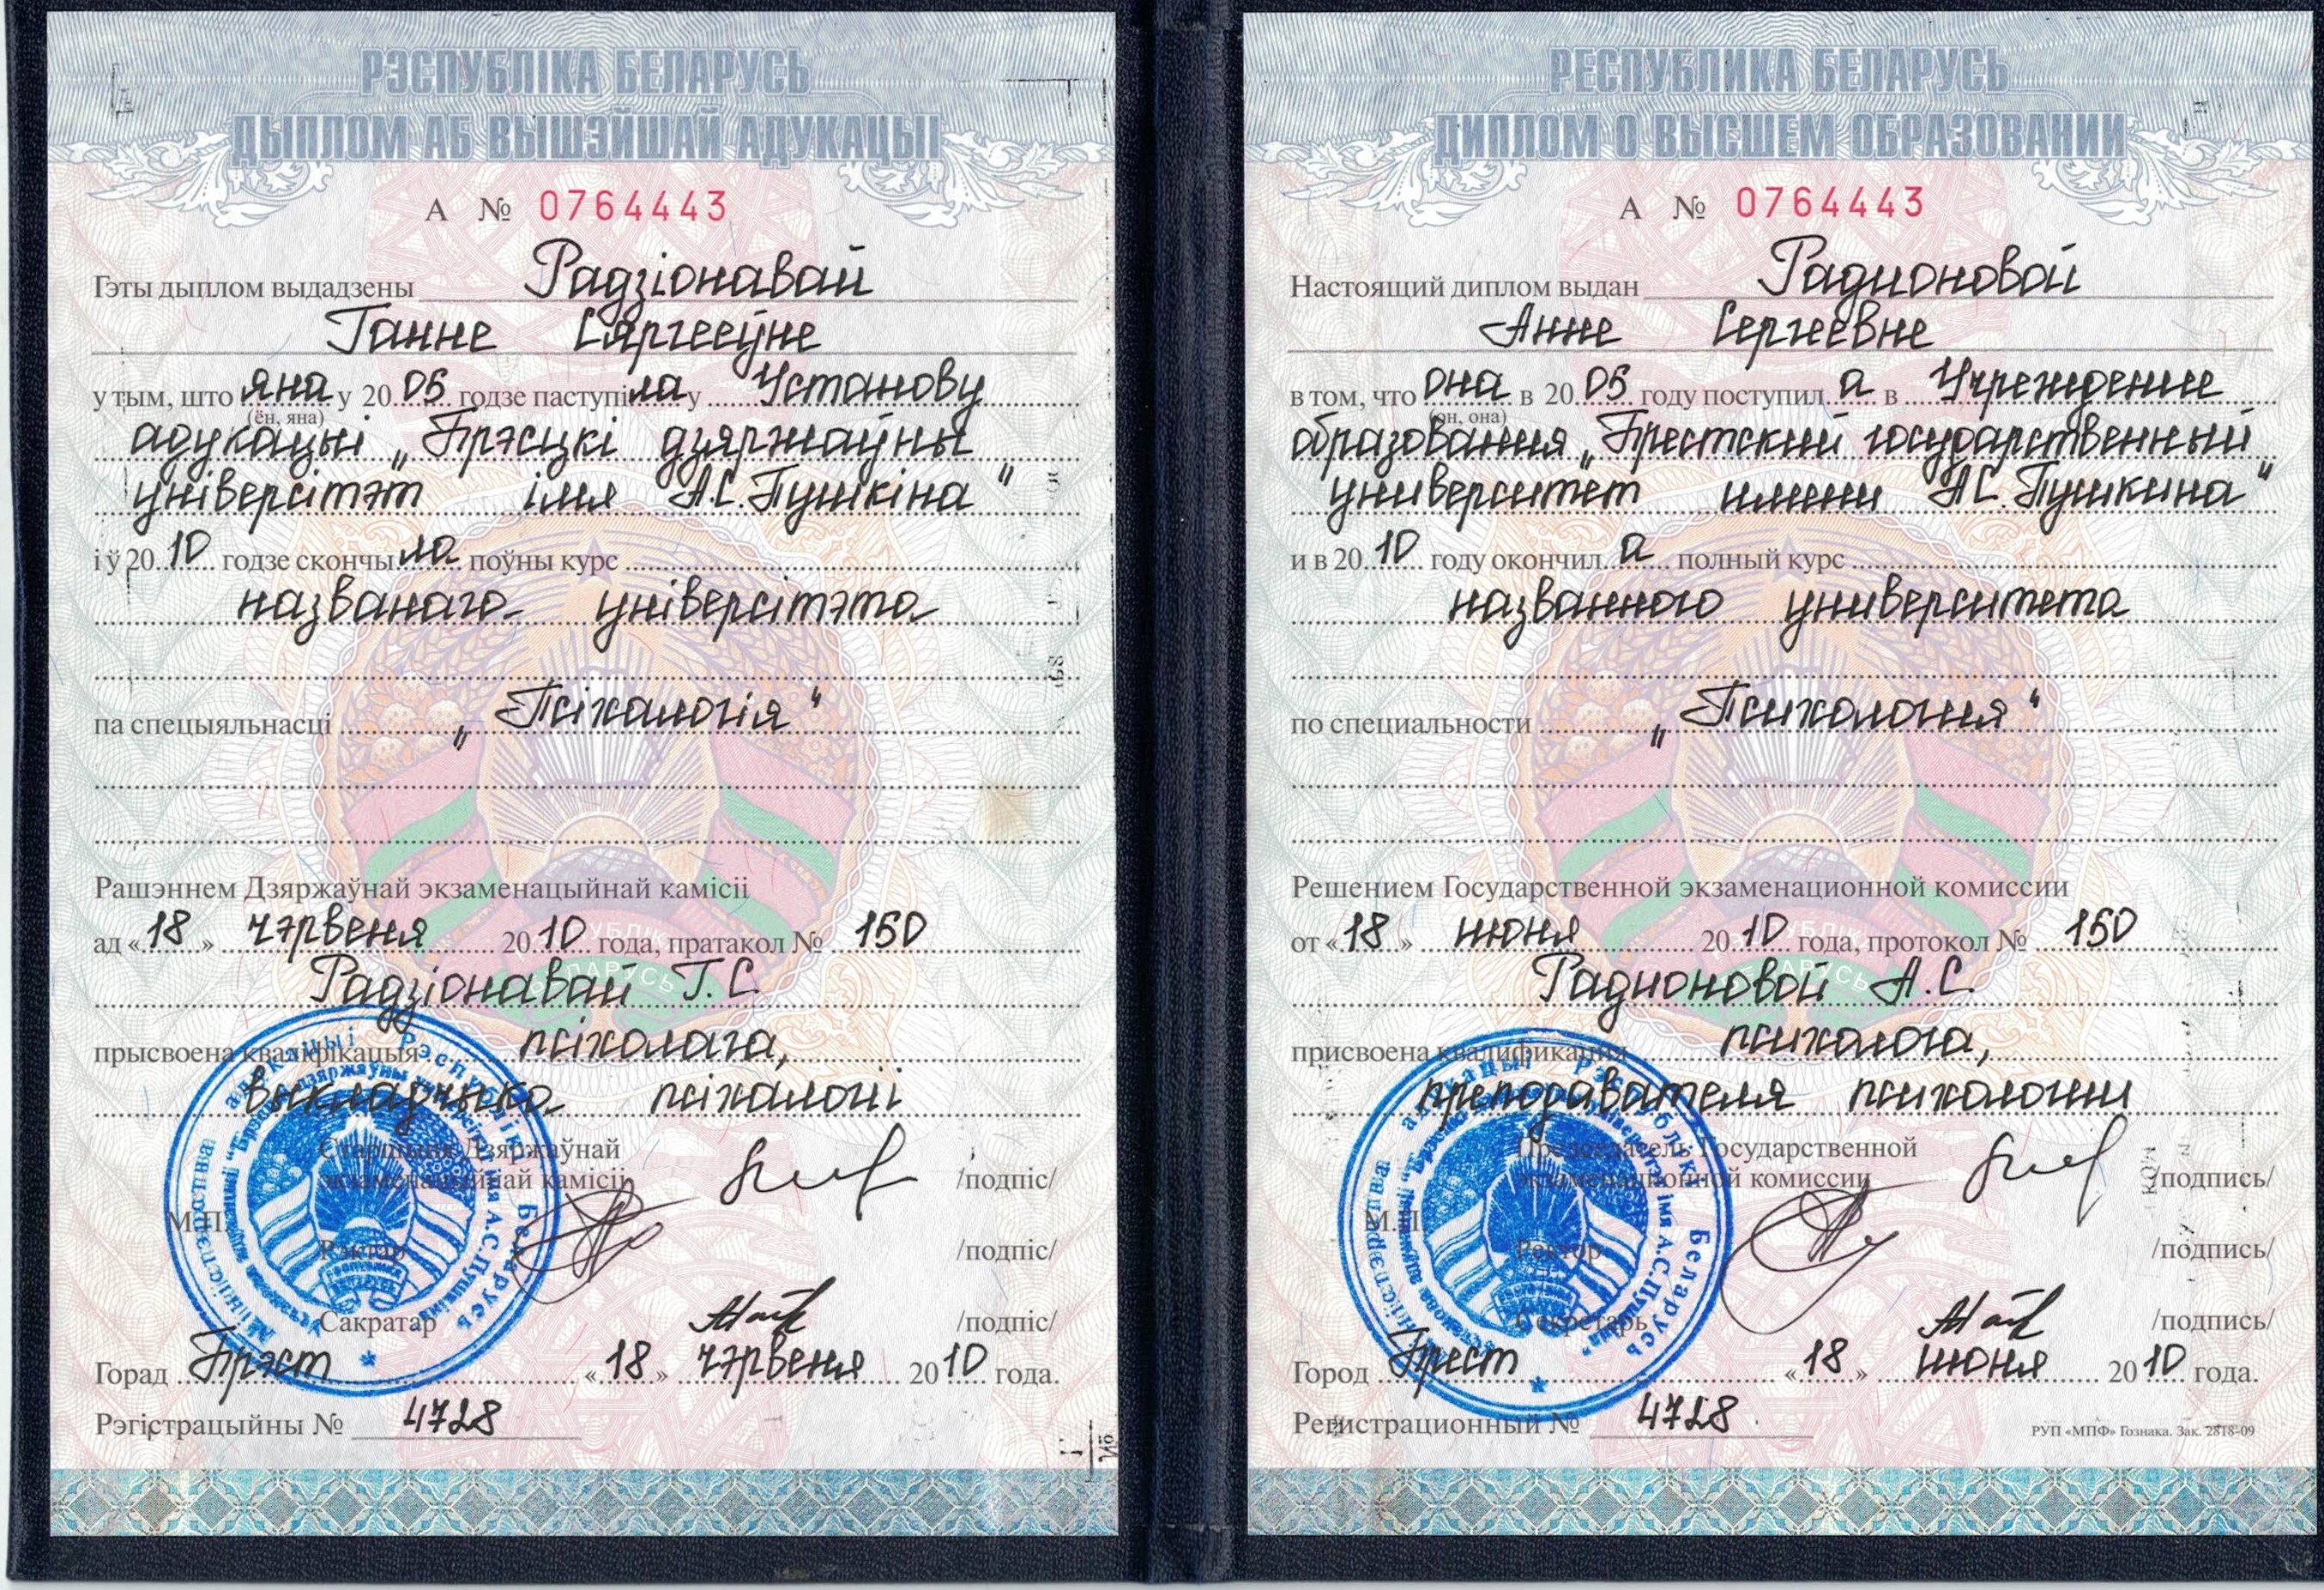 РЭСПУБЛІКА БЕЛАРУСЬ
ДЫПЛОМ АБ ВЫШЭЙШАЙ АДУКАЦЫІ
А № 0764443
Гэты дыплом выдадзены Радзіонавай
Ганне Сяргееўне
у тым, што яна у 2005 годзе паступіла у Установу
(ён, яна)
адукацыі „Брэсцкі дзяржаўны
універсітэт імя А.С.Пушкіна"
і ў 2010 годзе скончыла поўны курс
названаго універсітэта
па спецыяльнасці „Псіхалогія"
Рашэннем Дзяржаўнай экзаменацыйнай камісіі
ад «18» чэрвеня 2010 года, пратакол № 150
Радзіонавай Г.С.
прысвоена кваліфікацыя псіхолага,
выкладчыка псіхалогіі
Старшыня Дзяржаўнай
экзаменацыйнай камісіі /подпіс/
М.П.
Рэктар /подпіс/
Сакратар /подпіс/
Горад Брэст «18» чэрвеня 2010 года.
Рэгістрацыйны № 4728
РЕСПУБЛИКА БЕЛАРУСЬ
ДИПЛОМ О ВЫСШЕМ ОБРАЗОВАНИИ
А № 0764443
Настоящий диплом выдан Радионовой
Анне Сергеевне
в том, что она в 2005 году поступила в Учреждение
(он, она)
образования „Брестский государственный
университет имени А.С.Пушкина"
и в 2010 году окончила полный курс
названного университета
по специальности „Психология"
Решением Государственной экзаменационной комиссии
от «18» июня 2010 года, протокол № 150
Радионовой А.С.
присвоена квалификация психолога,
преподавателя психологии
Председатель Государственной
экзаменационной комиссии /подпись/
М.П.
Ректор /подпись/
Секретарь /подпись/
Город Брест «18» июня 2010 года.
Регистрационный № 4728
РУП «МПФ» Гознака. Зак. 2818-09